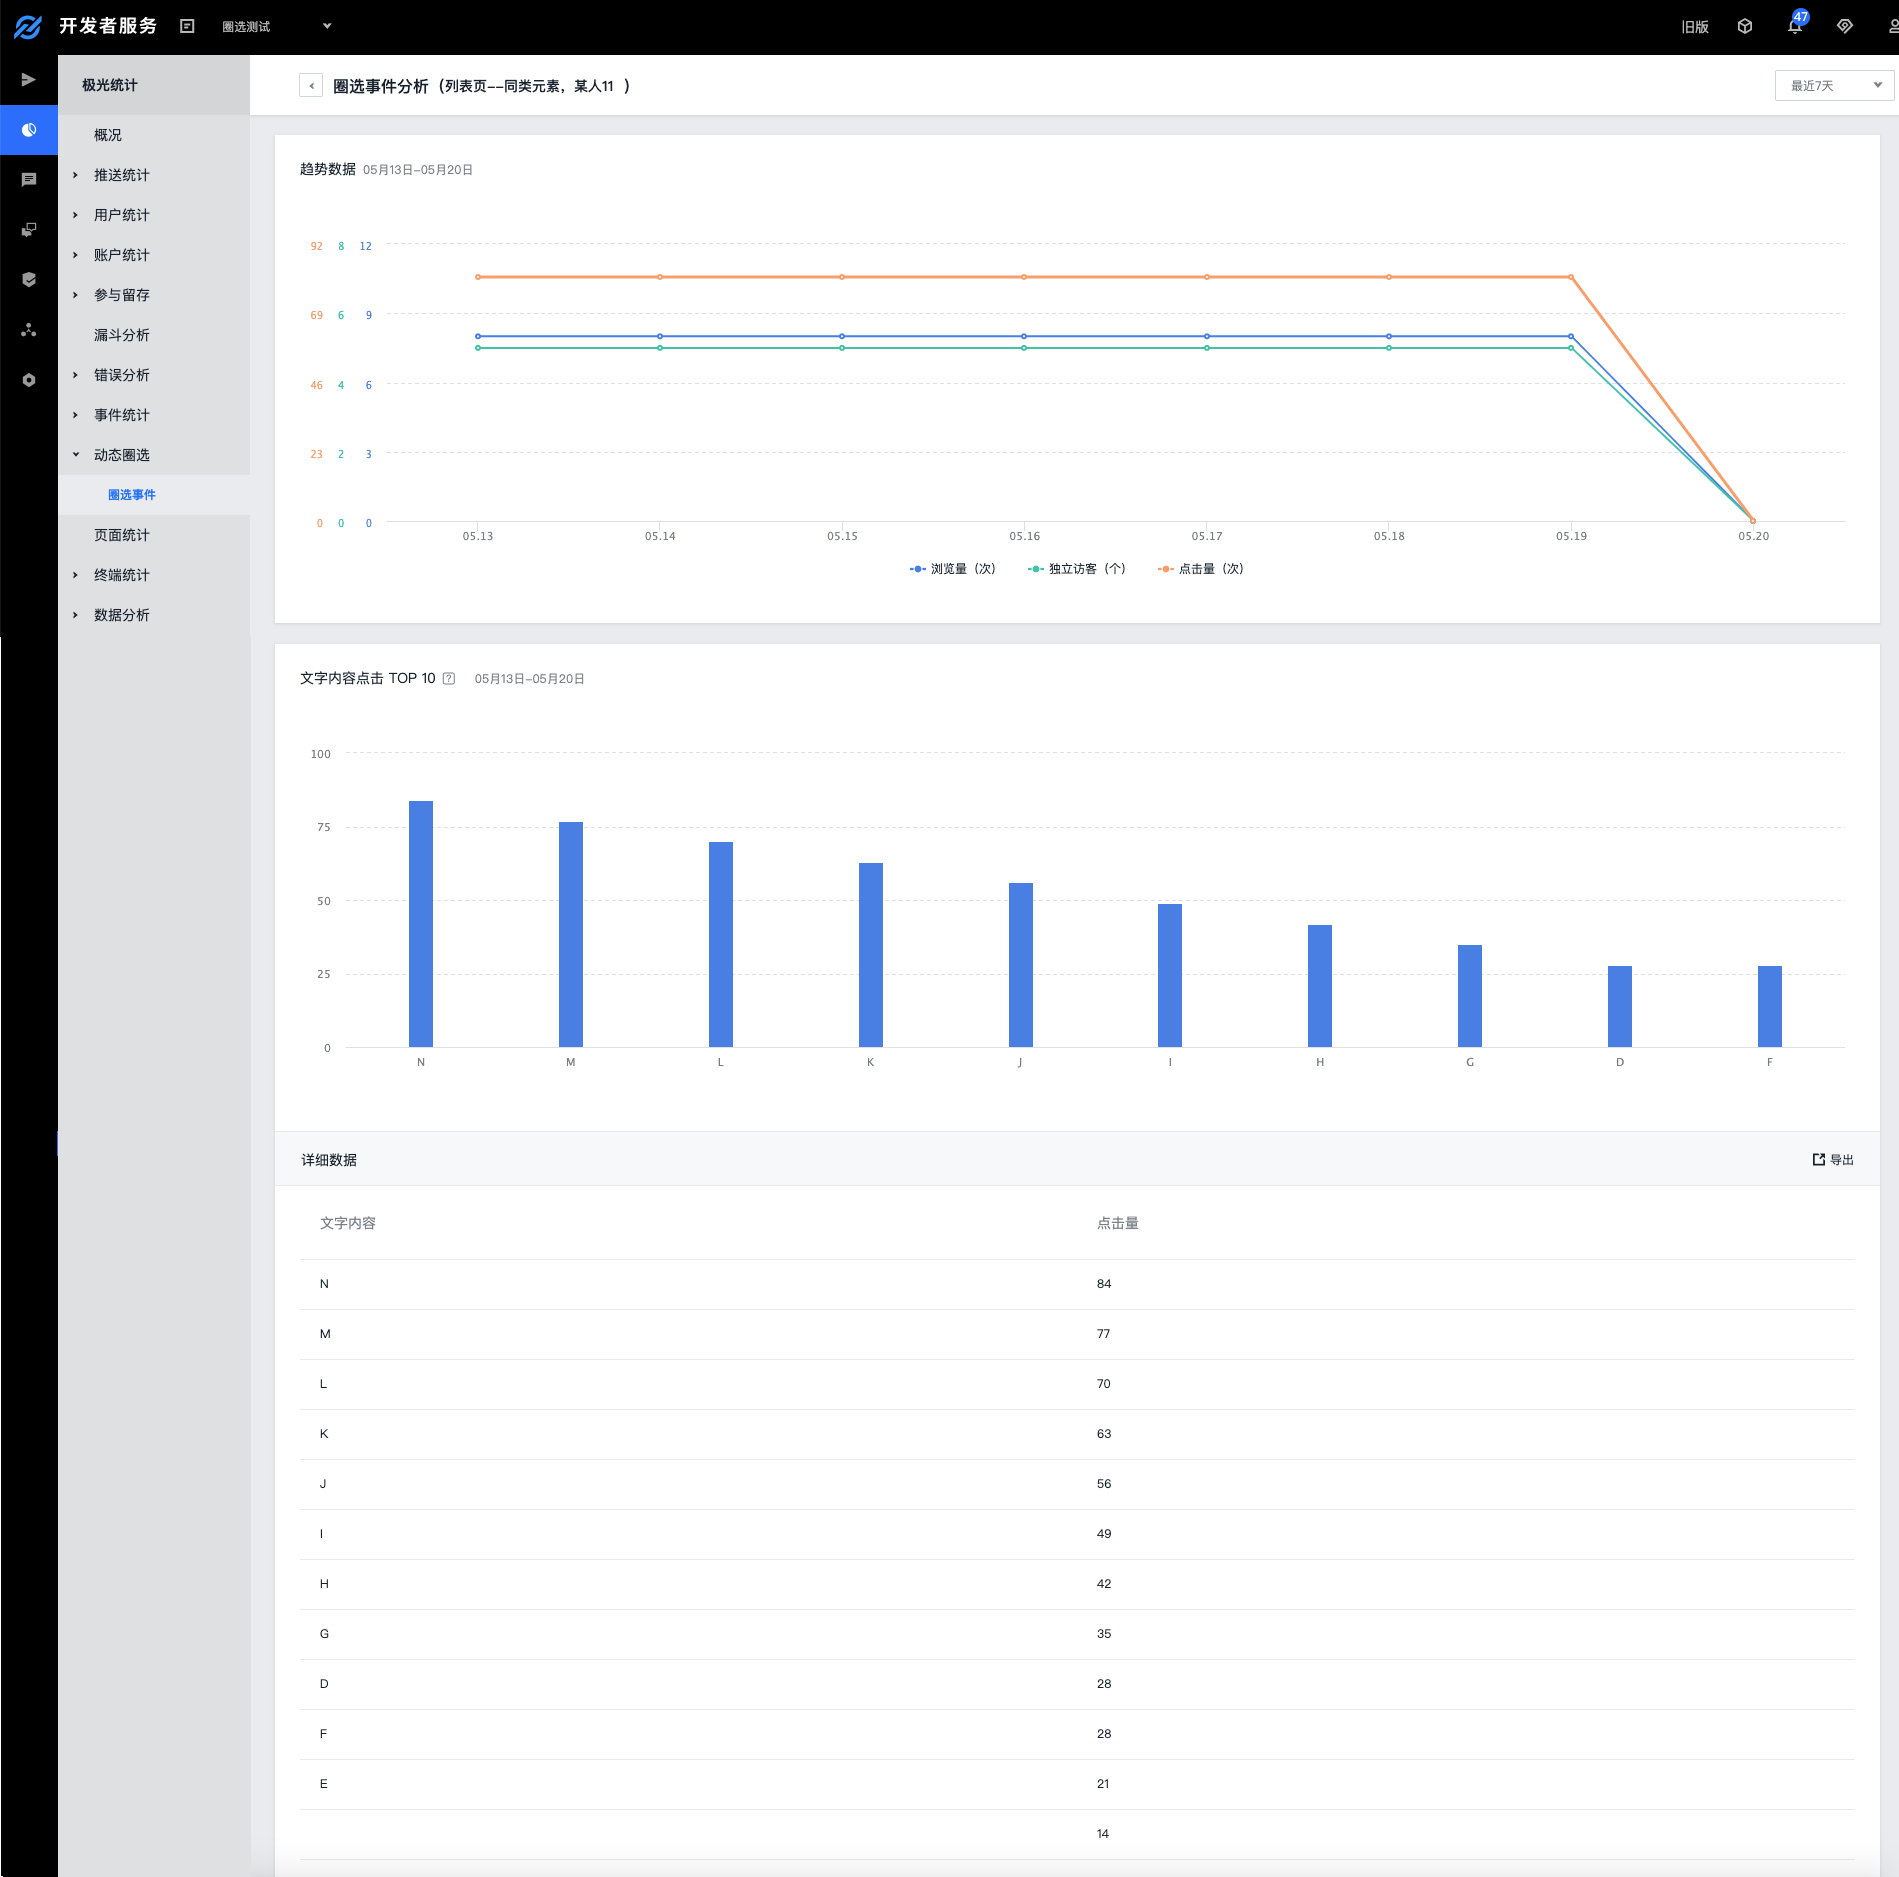 开发者服务
圈选测试
旧版
47
极光统计
概况
推送统计
用户统计
账户统计
参与留存
漏斗分析
错误分析
事件统计
动态圈选
圈选事件
页面统计
终端统计
数据分析
圈选事件分析（列表页--同类元素，某人11 ）
最近7天
趋势数据 05月13日-05月20日
92 8 12
69 6 9
46 4 6
23 2 3
0 0 0
05.13 05.14 05.15 05.16 05.17 05.18 05.19 05.20
浏览量（次） 独立访客（个） 点击量（次）
文字内容点击 TOP 10 ? 05月13日-05月20日
100
75
50
25
0
N M L K J I H G D F
详细数据
导出
文字内容 点击量
N 84
M 77
L 70
K 63
J 56
I 49
H 42
G 35
D 28
F 28
E 21
14